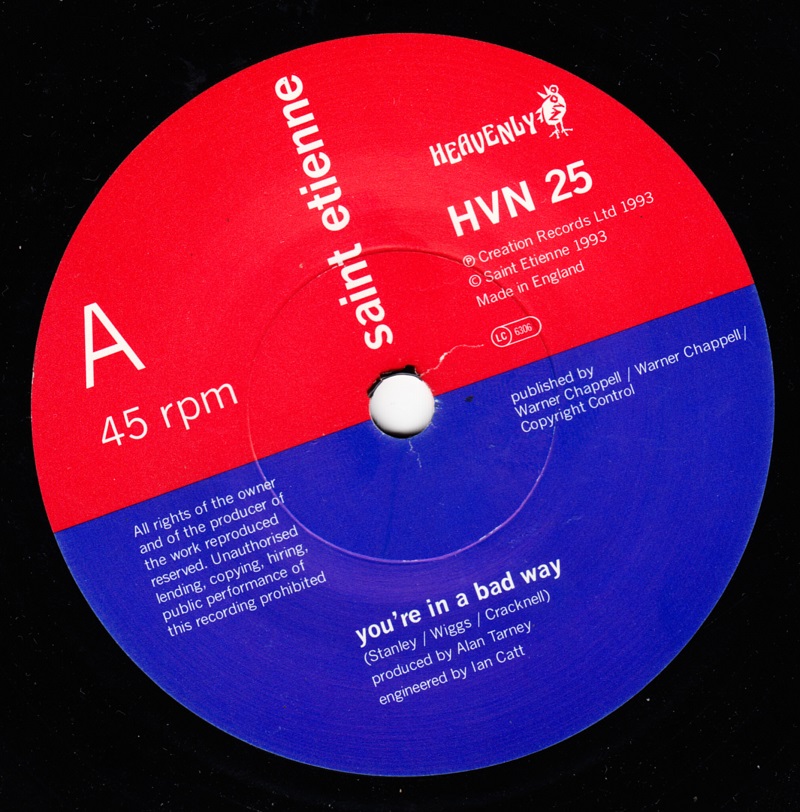 saint etienne
HEAVENLY
HVN 25
℗ Creation Records Ltd 1993
© Saint Etienne 1993
Made in England
LC 6306
A
45 rpm
published by
Warner Chappell / Warner Chappell /
Copyright Control
All rights of the owner
and of the producer of
the work reproduced
reserved. Unauthorised
lending, copying, hiring,
public performance of
this recording prohibited
you're in a bad way
(Stanley / Wiggs / Cracknell)
produced by Alan Tarney
engineered by Ian Catt